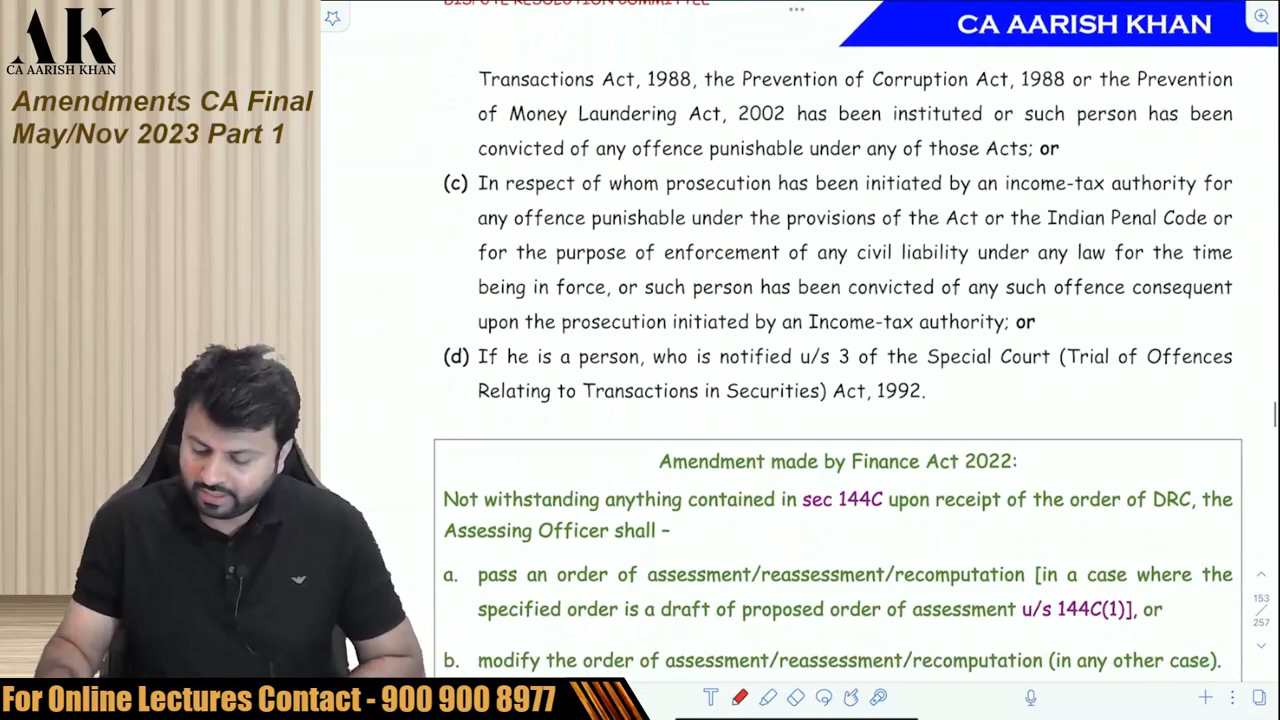 AK
CA AARISH KHAN
Amendments CA Final
May/Nov 2023 Part 1
DISPUTE RESOLUTION COMMITTEE
CA AARISH KHAN
Transactions Act, 1988, the Prevention of Corruption Act, 1988 or the Prevention
of Money Laundering Act, 2002 has been instituted or such person has been
convicted of any offence punishable under any of those Acts; or
(c) In respect of whom prosecution has been initiated by an income-tax authority for
any offence punishable under the provisions of the Act or the Indian Penal Code or
for the purpose of enforcement of any civil liability under any law for the time
being in force, or such person has been convicted of any such offence consequent
upon the prosecution initiated by an Income-tax authority; or
(d) If he is a person, who is notified u/s 3 of the Special Court (Trial of Offences
Relating to Transactions in Securities) Act, 1992.
Amendment made by Finance Act 2022:
Not withstanding anything contained in sec 144C upon receipt of the order of DRC, the
Assessing Officer shall –
a. pass an order of assessment/reassessment/recomputation [in a case where the
specified order is a draft of proposed order of assessment u/s 144C(1)], or
b. modify the order of assessment/reassessment/recomputation (in any other case).
153
/
257
For Online Lectures Contact - 900 900 8977